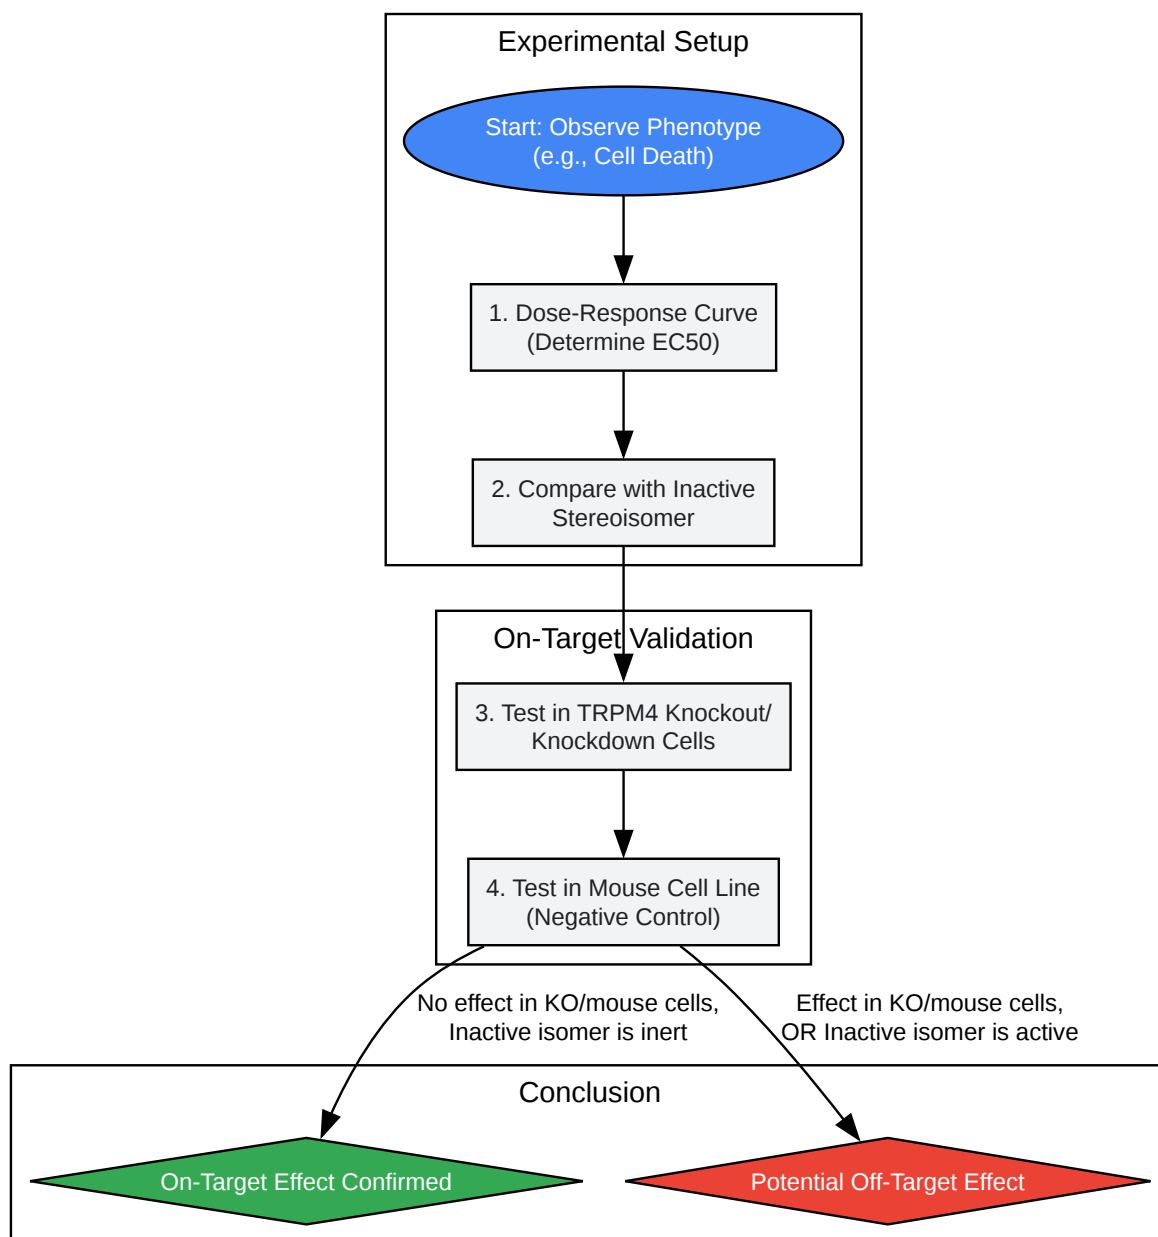 Experimental Setup
Start: Observe Phenotype
(e.g., Cell Death)
1. Dose-Response Curve
(Determine EC50)
2. Compare with Inactive
Stereoisomer
On-Target Validation
3. Test in TRPM4 Knockout/
Knockdown Cells
4. Test in Mouse Cell Line
(Negative Control)
No effect in KO/mouse cells,
Inactive isomer is inert
Effect in KO/mouse cells,
OR Inactive isomer is active
Conclusion
On-Target Effect Confirmed
Potential Off-Target Effect